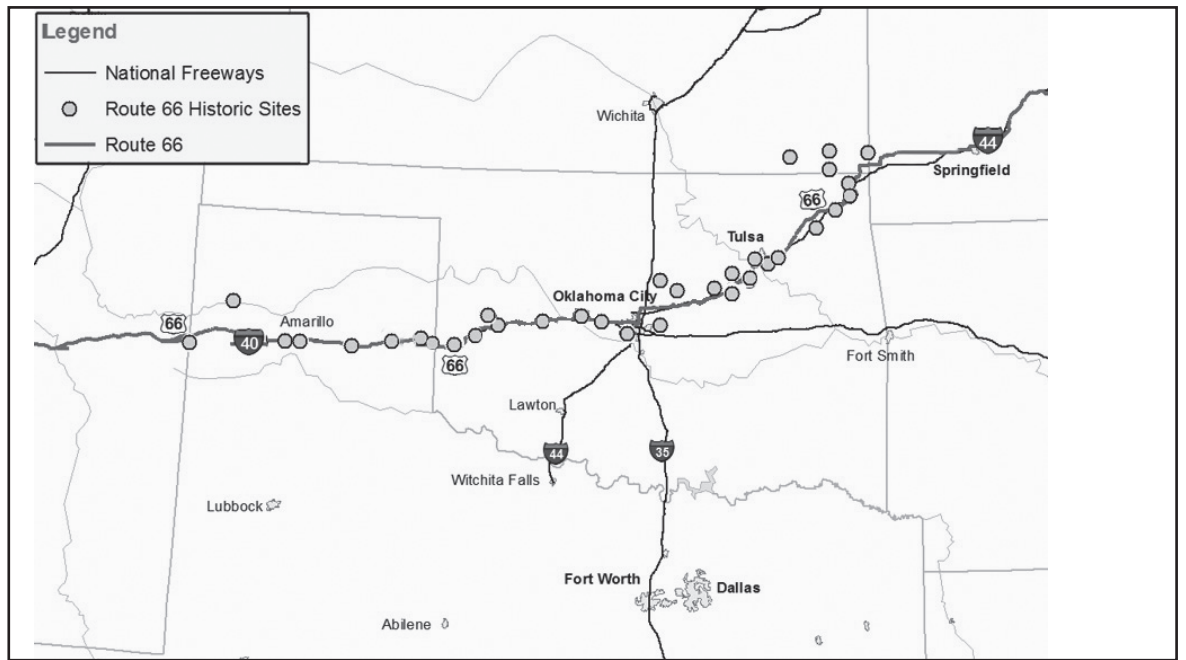 Legend
National Freeways
Route 66 Historic Sites
Route 66
Wichita
44
Springfield
66
Tulsa
Oklahoma City
66
Amarillo
40
66
Fort Smith
Lawton
44
35
Witchita Falls
Lubbock
Fort Worth
Dallas
Abilene